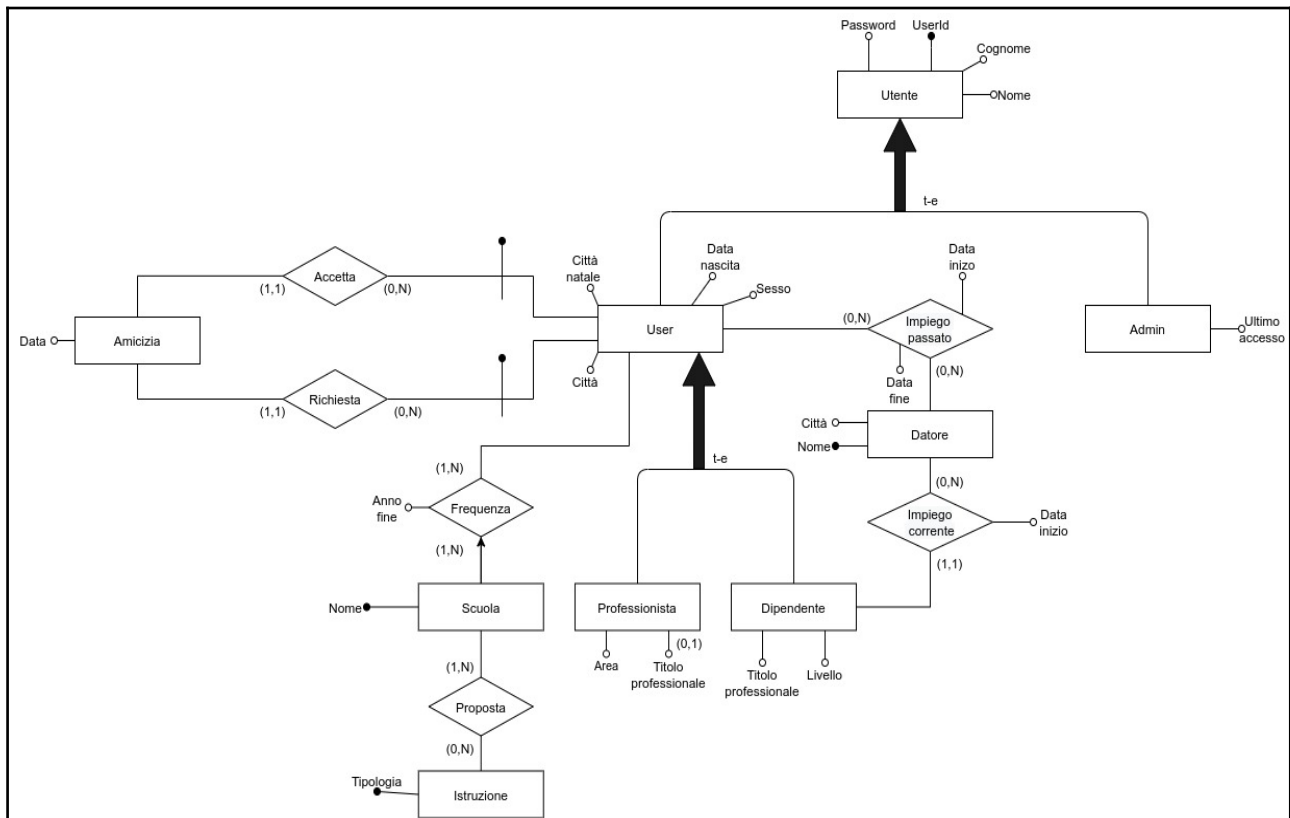 Password
UserId
Cognome
Utente
Nome
t-e
Accetta
(1,1)
(0,N)
Città
natale
Data
nascita
Sesso
Data
inizo
User
(0,N)
Impiego
passato
Admin
Ultimo
accesso
Data
Amicizia
Città
Data
fine
(0,N)
Richiesta
(1,1)
(0,N)
Città
Datore
Nome
t-e
(1,N)
(0,N)
Anno
fine
Frequenza
Impiego
corrente
Data
inizio
(1,N)
(1,1)
Nome
Scuola
Professionista
Dipendente
(0,1)
Area
Titolo
professionale
Titolo
professionale
Livello
(1,N)
Proposta
(0,N)
Tipologia
Istruzione